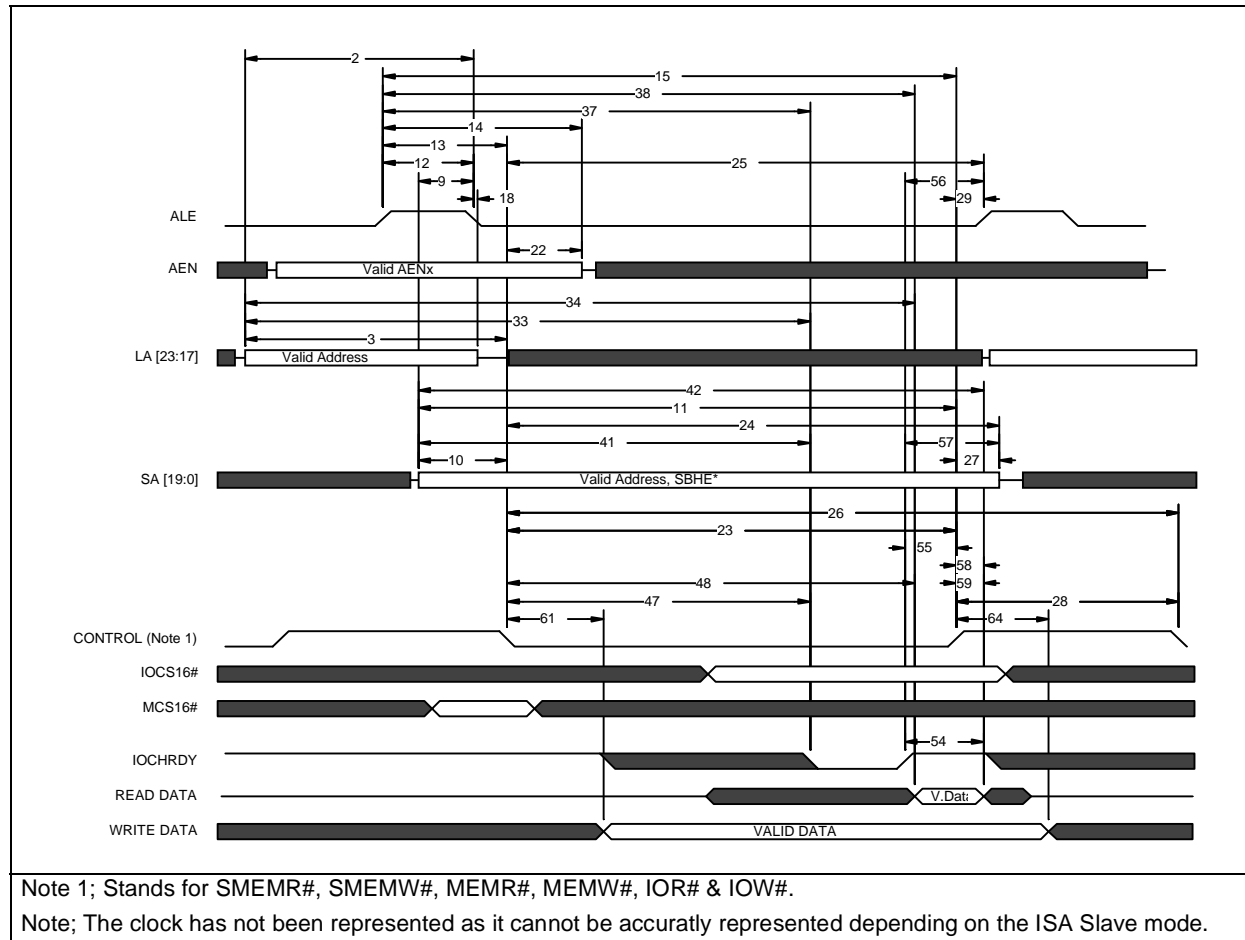 2
15
38
37
14
13
12 25
9 56
18 29
ALE
22
AEN Valid AENx
34
33
3
LA [23:17] Valid Address
42
11
24
41 57
10 27
SA [19:0] Valid Address, SBHE*
26
23
55
58
48 59
47 28
61 64
CONTROL (Note 1)
IOCS16#
MCS16#
54
IOCHRDY
READ DATA V.Data
WRITE DATA VALID DATA
Note 1; Stands for SMEMR#, SMEMW#, MEMR#, MEMW#, IOR# & IOW#.
Note; The clock has not been represented as it cannot be accuratly represented depending on the ISA Slave mode.